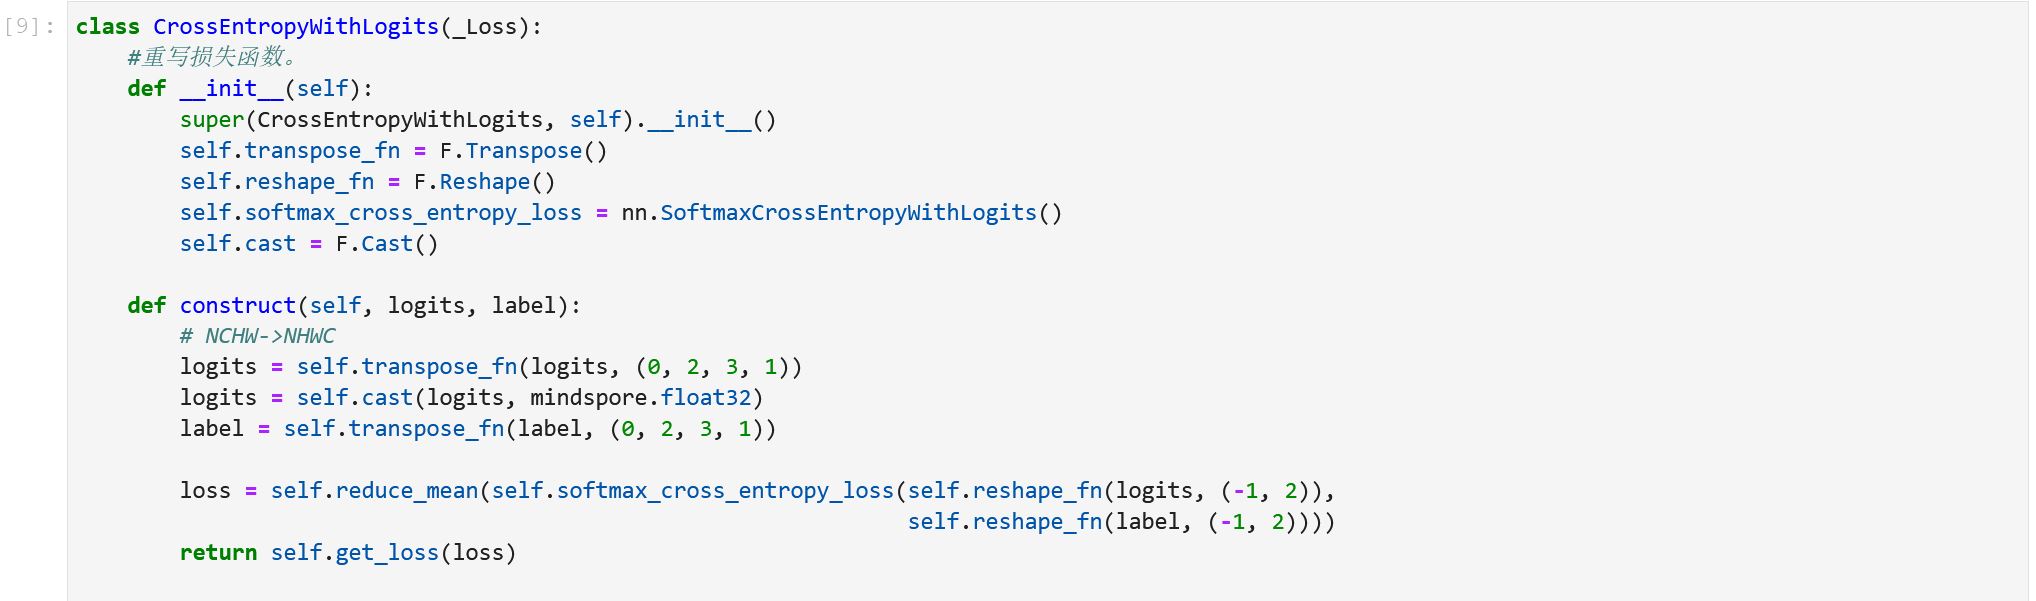 [9]:
class CrossEntropyWithLogits(_Loss):
    #重写损失函数。
    def __init__(self):
        super(CrossEntropyWithLogits, self).__init__()
        self.transpose_fn = F.Transpose()
        self.reshape_fn = F.Reshape()
        self.softmax_cross_entropy_loss = nn.SoftmaxCrossEntropyWithLogits()
        self.cast = F.Cast()

    def construct(self, logits, label):
        # NCHW->NHWC
        logits = self.transpose_fn(logits, (0, 2, 3, 1))
        logits = self.cast(logits, mindspore.float32)
        label = self.transpose_fn(label, (0, 2, 3, 1))

        loss = self.reduce_mean(self.softmax_cross_entropy_loss(self.reshape_fn(logits, (-1, 2)),
                                                                self.reshape_fn(label, (-1, 2))))
        return self.get_loss(loss)